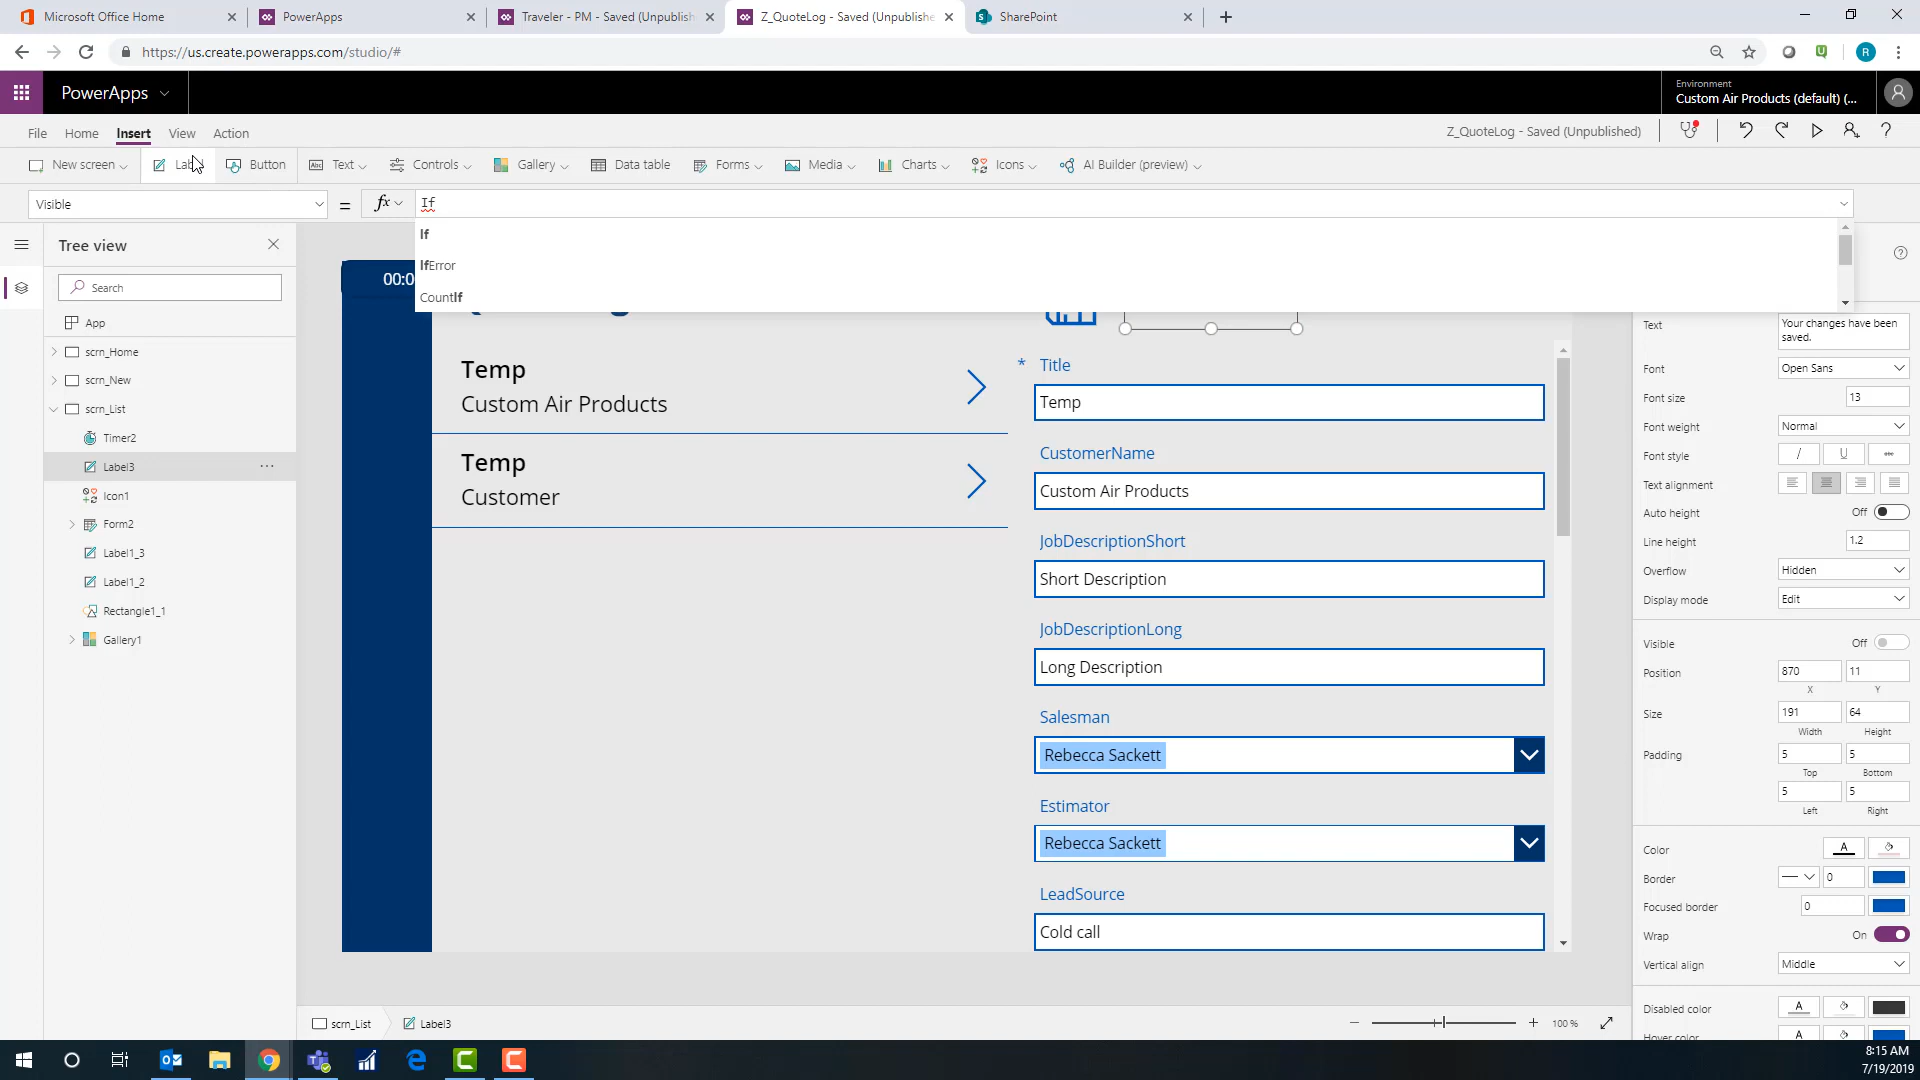 Microsoft Office Home
PowerApps
Traveler - PM - Saved (Unpublish
Z_QuoteLog - Saved (Unpublishe
SharePoint
https://us.create.powerapps.com/studio/#
R
PowerApps
Environment
Custom Air Products (default) (...
File
Home
Insert
View
Action
Z_QuoteLog - Saved (Unpublished)
New screen
Button
Text
Controls
Gallery
Data table
Forms
Media
Charts
Icons
AI Builder (preview)
Visible
=
fx
If
If
IfError
CountIf
Tree view
Search
App
scrn_Home
scrn_New
scrn_List
Timer2
Label3
Icon1
Form2
Label1_3
Label1_2
Rectangle1_1
Gallery1
Temp
Custom Air Products
Temp
Customer
* Title
Temp
CustomerName
Custom Air Products
JobDescriptionShort
Short Description
JobDescriptionLong
Long Description
Salesman
Rebecca Sackett
Estimator
Rebecca Sackett
LeadSource
Cold call
Text
Your changes have been
saved.
Font
Open Sans
Font size
13
Font weight
Normal
Font style
Text alignment
Auto height
Off
Line height
1.2
Overflow
Hidden
Display mode
Edit
Visible
Off
Position
870
11
X
Y
Size
191
64
Width
Height
Padding
5
5
Top
Bottom
5
5
Left
Right
Color
Border
0
Focused border
0
Wrap
On
Vertical align
Middle
Disabled color
Hover color
scrn_List
Label3
100 %
8:15 AM
7/19/2019